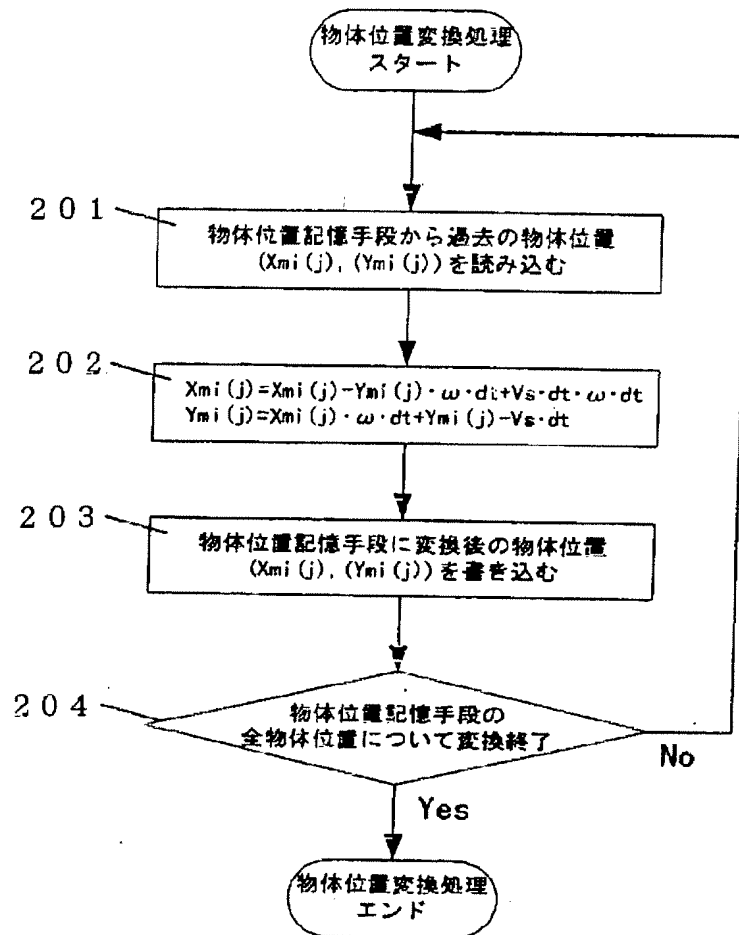 物体位置変換処理
スタート
201
物体位置記憶手段から過去の物体位置
(Xmi(j),(Ymi(j))を読み込む
202
Xmi(j)=Xmi(j)-Ymi(j)・ω・dt+Vs・dt・ω・dt
Ymi(j)=Xmi(j)・ω・dt+Ymi(j)-Vs・dt
203
物体位置記憶手段に変換後の物体位置
(Xmi(j),(Ymi(j))を書き込む
204
物体位置記憶手段の
全物体位置について変換終了
No
Yes
物体位置変換処理
エンド